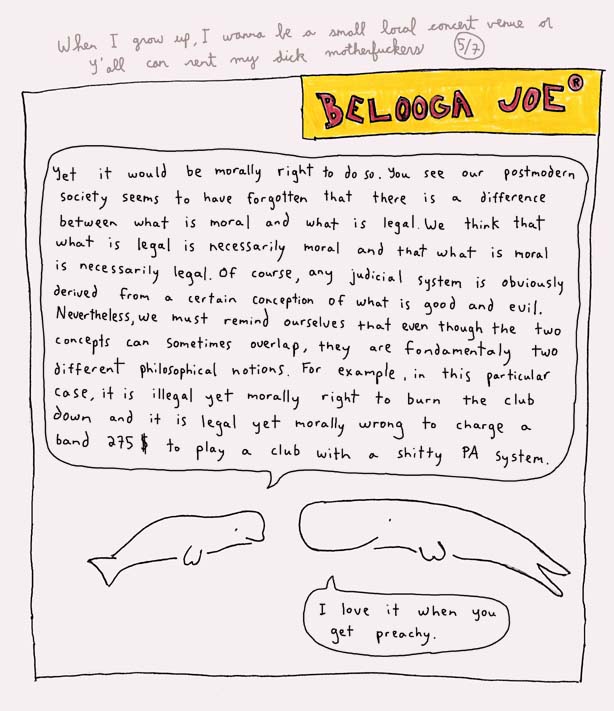 When I grow up, I wanna be a small local concert venue or
y'all can rent my dick motherfuckers 5/7
BELOOGA JOE ®
Yet it would be morally right to do so. You see our postmodern
society seems to have forgotten that there is a difference
between what is moral and what is legal. We think that
what is legal is necessarily moral and that what is moral
is necessarily legal. Of course, any judicial system is obviously
derived from a certain conception of what is good and evil.
Nevertheless, we must remind ourselves that even though the two
concepts can sometimes overlap, they are fondamentaly two
different philosophical notions. For example, in this particular
case, it is illegal yet morally right to burn the club
down and it is legal yet morally wrong to charge a
band 275 $ to play a club with a shitty PA system.
I love it when you
get preachy.